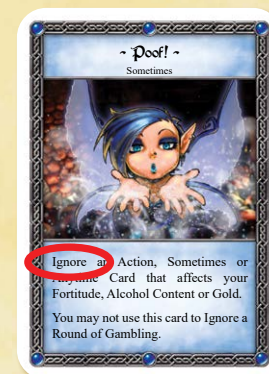 ~ Poof! ~
Sometimes
Ignore an Action, Sometimes or
Anytime Card that affects your
Fortitude, Alcohol Content or Gold.
You may not use this card to Ignore a
Round of Gambling.